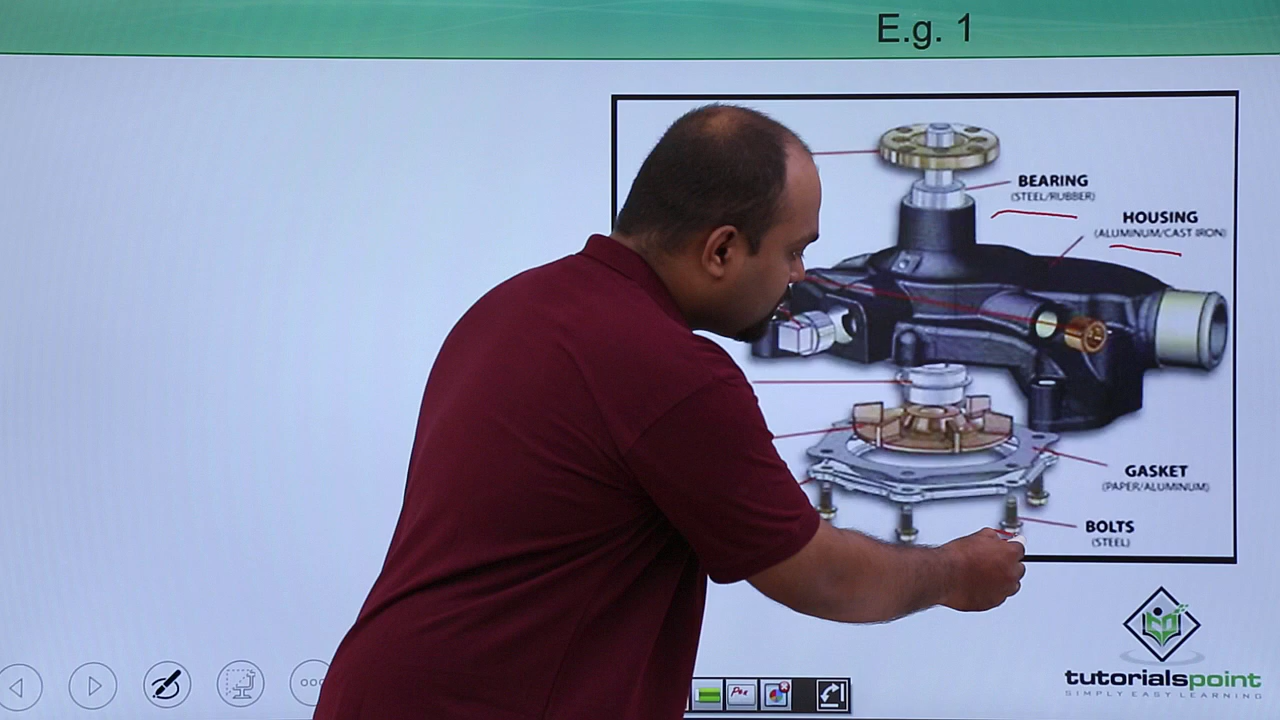 E.g. 1
BEARING
(STEEL/RUBBER)
HOUSING
(ALUMINUM/CAST IRON)
GASKET
(PAPER/ALUMINUM)
BOLTS
(STEEL)
tutorialspoint
SIMPLY EASY LEARNING